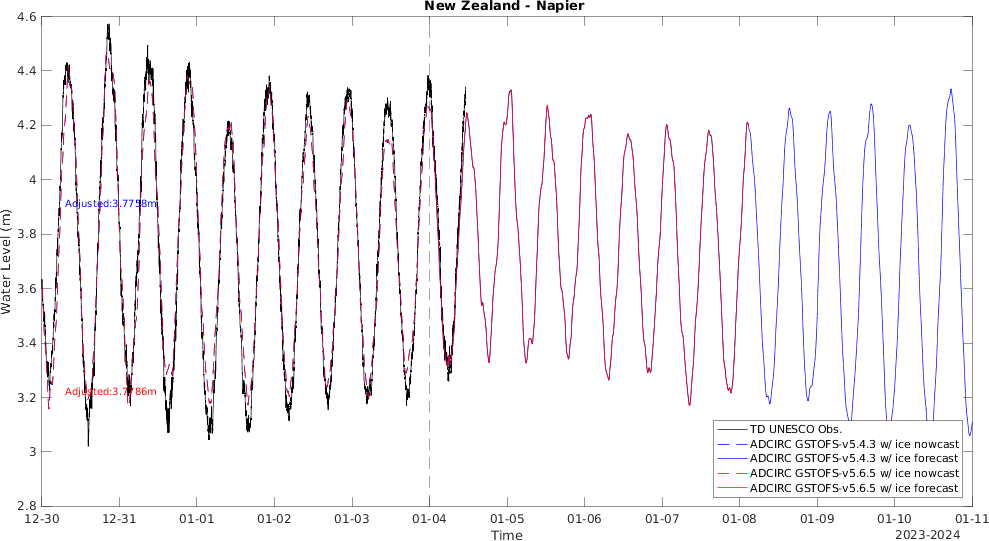 New Zealand - Napier
4.6
4.4
4.2
4
3.8
3.6
3.4
3.2
3
2.8
Water Level (m)
Adjusted:3.7758m
Adjusted:3.7786m
TD UNESCO Obs.
ADCIRC GSTOFS-v5.4.3 w/ ice nowcast
ADCIRC GSTOFS-v5.4.3 w/ ice forecast
ADCIRC GSTOFS-v5.6.5 w/ ice nowcast
ADCIRC GSTOFS-v5.6.5 w/ ice forecast
12-30 12-31 01-01 01-02 01-03 01-04 01-05 01-06 01-07 01-08 01-09 01-10 01-11
Time
2023-2024